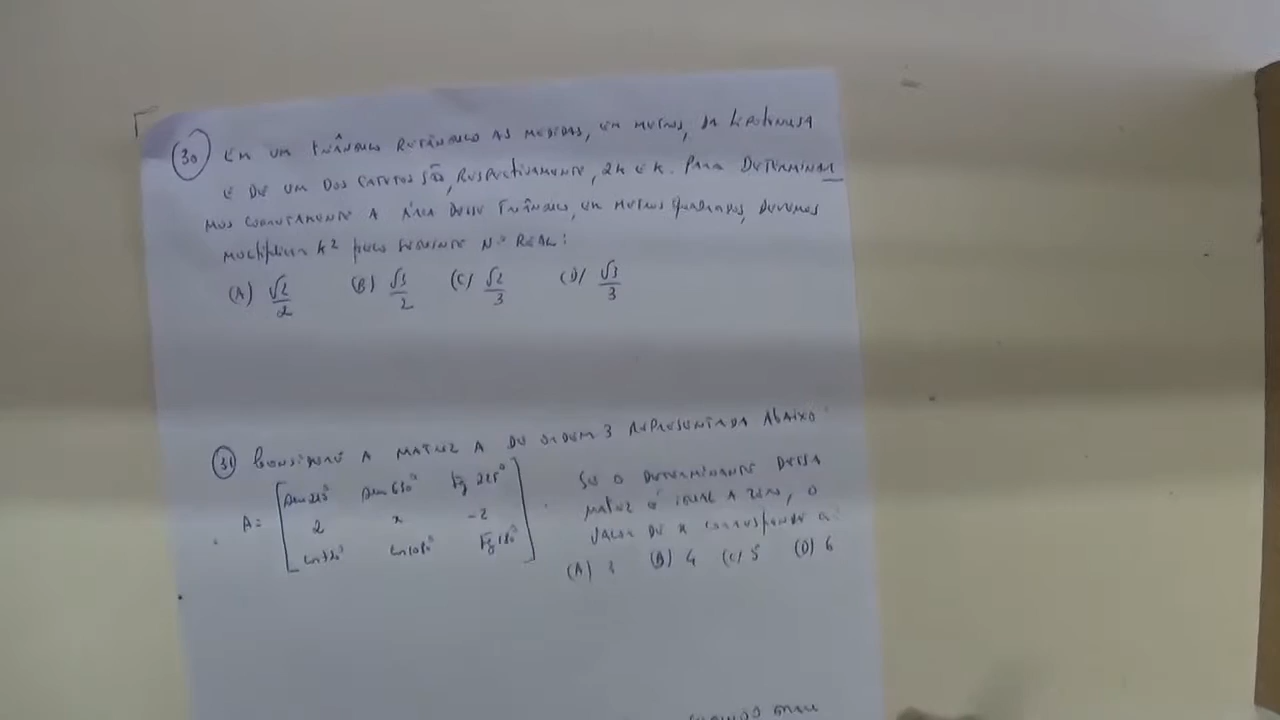 (30) Em um triângulo retângulo as medidas, em metros, da hipotenusa
e de um dos catetos são, respectivamente, 2k e k. Para determinar
mos corretamente a área desse triângulo, em metros quadrados, devemos
multiplicar k² pelo seguinte nº real:
(A) √2/2 (B) √3/2 (C) √2/3 (D) √3/3
(31) Considere a matriz A de ordem 3 representada abaixo:
A = [ 2 x -2 ]
Se o determinante dessa
matriz é igual a zero, o
valor de x corresponde a:
(A) 3 (B) 4 (C) 5 (D) 6